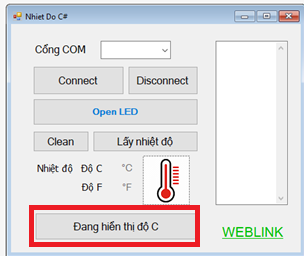 Nhiet Do C#
Cổng COM
Connect
Disconnect
Open LED
Clean
Lấy nhiệt độ
Nhiệt độ Độ C °C
Độ F °F
Đang hiển thị độ C
WEBLINK